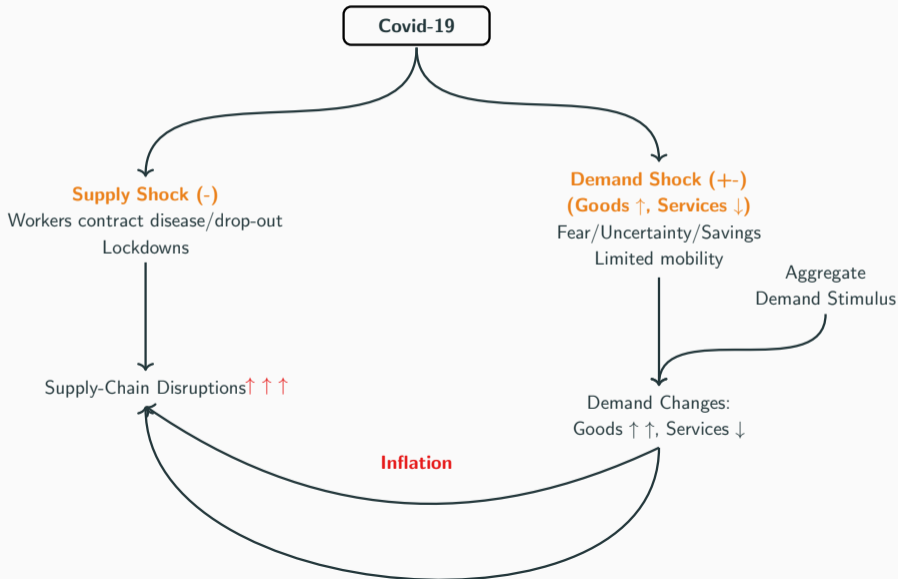 Covid-19
Supply Shock (-)
Workers contract disease/drop-out
Lockdowns
Demand Shock (+-)
(Goods ↑, Services ↓)
Fear/Uncertainty/Savings
Limited mobility
Aggregate
Demand Stimulus
Supply-Chain Disruptions↑ ↑ ↑
Demand Changes:
Goods ↑ ↑, Services ↓
Inflation